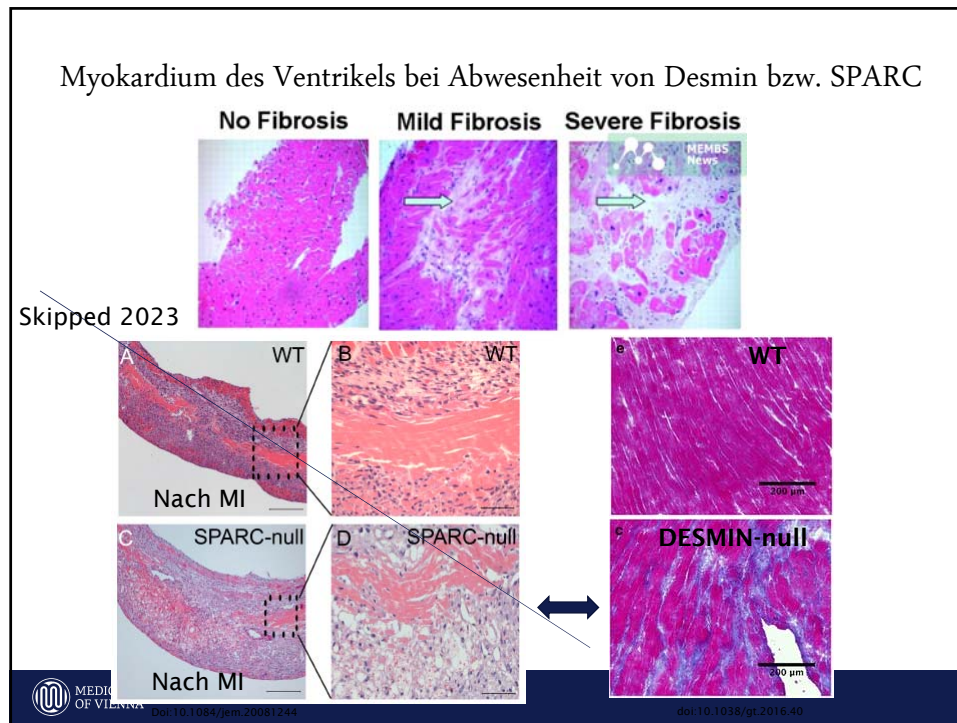 Myokardium des Ventrikels bei Abwesenheit von Desmin bzw. SPARC
No Fibrosis
Mild Fibrosis
Severe Fibrosis
MEMBS
News
Skipped 2023
A
WT
B
WT
e
WT
Nach MI
200 µm
C
SPARC-null
D
SPARC-null
c
DESMIN-null
Nach MI
200 µm
MEDIC
OF VIENNA
Doi:10.1084/jem.20081244
doi:10.1038/gt.2016.40